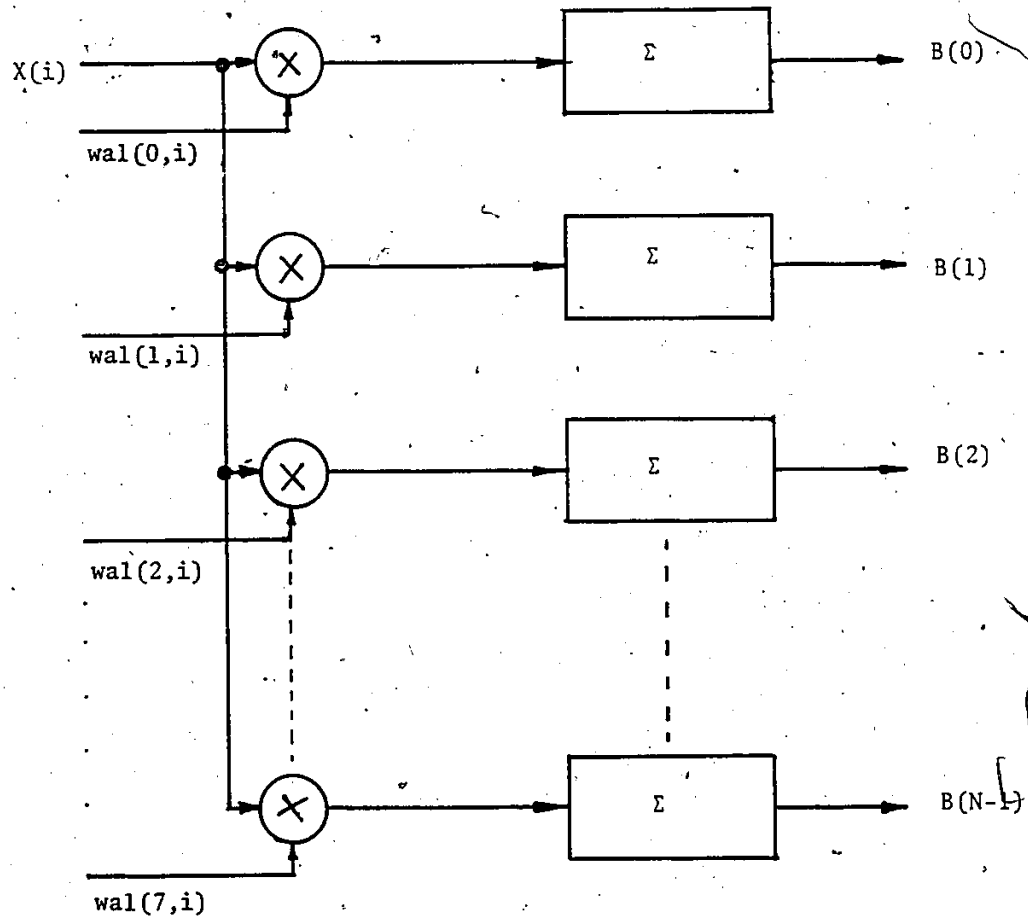 X(i)
Σ
B(0)
wal(0,i)
Σ
B(1)
wal(1,i)
Σ
B(2)
wal(2,i)
Σ
B(N-1)
wal(7,i)